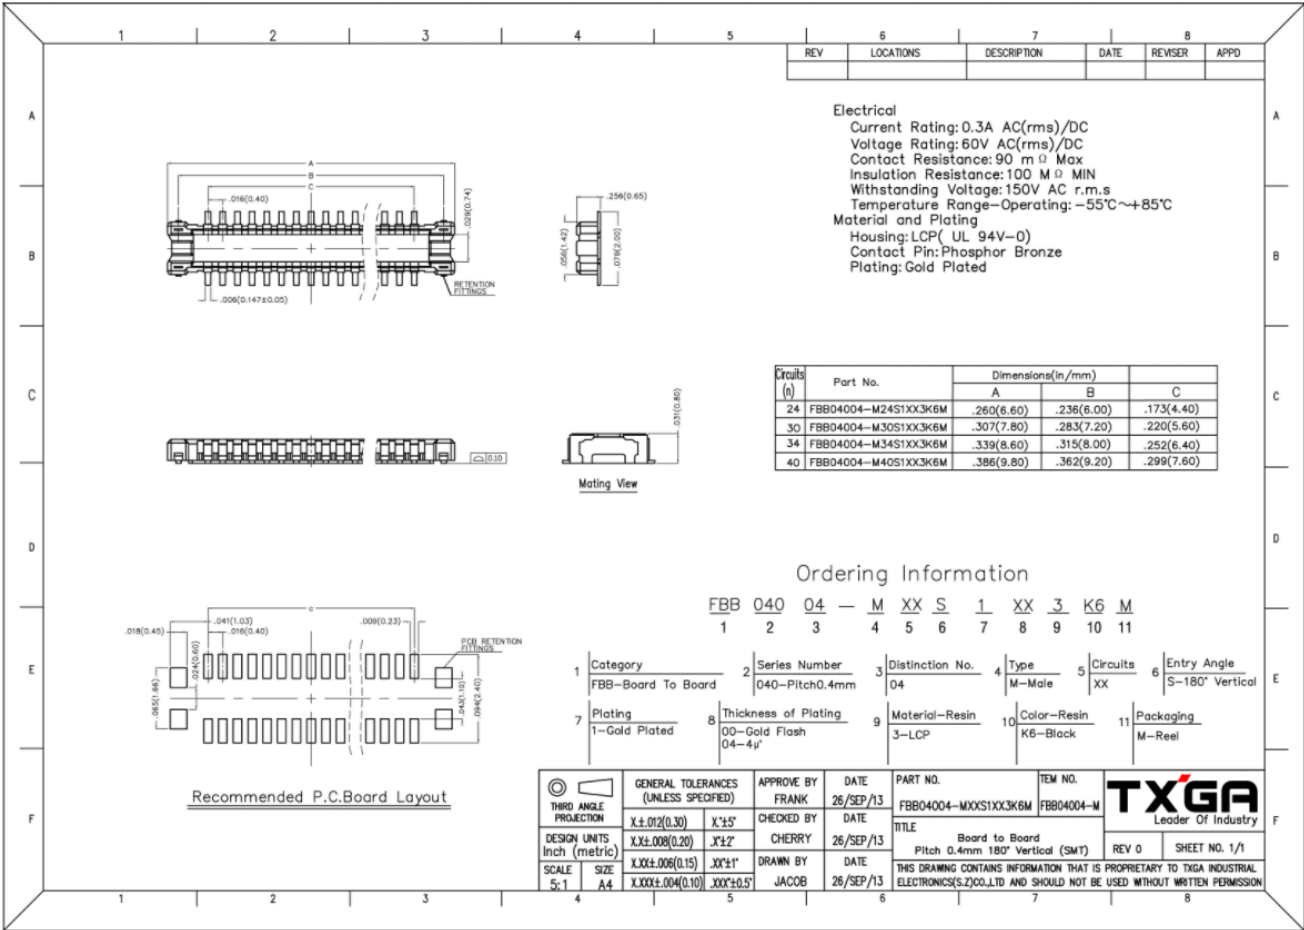 1 2 3 4 5 6 7 8
REV LOCATIONS DESCRIPTION DATE REVISER APPD
A A
B B
C C
D D
E E
F F
Electrical
Current Rating:0.3A AC(rms)/DC
Voltage Rating:60V AC(rms)/DC
Contact Resistance:90 mΩ Max
Insulation Resistance:100 MΩ MIN
Withstanding Voltage:150V AC r.m.s
Temperature Range-Operating:-55℃~+85℃
Material and Plating
Housing:LCP( UL 94V-0)
Contact Pin:Phosphor Bronze
Plating:Gold Plated
A
B
C
.016(0.40)
.029(0.74)
.006(0.147±0.05)
RETENTION
FITTINGS
.256(0.65)
.056(1.42)
.079(2.00)
0.10
.031(0.80)
Mating View
Circuits
(n) Part No. Dimensions(in/mm)
A B C
24 FBB04004-M24S1XX3K6M .260(6.60) .236(6.00) .173(4.40)
30 FBB04004-M30S1XX3K6M .307(7.80) .283(7.20) .220(5.60)
34 FBB04004-M34S1XX3K6M .339(8.60) .315(8.00) .252(6.40)
40 FBB04004-M40S1XX3K6M .386(9.80) .362(9.20) .299(7.60)
C
.041(1.03)
.009(0.23)
.018(0.45)
.016(0.40)
.024(0.60)
PCB RETENTION
FITTINGS
.065(1.66)
.043(1.10)
.094(2.40)
Recommended P.C.Board Layout
Ordering Information
FBB 040 04 - M XX S 1 XX 3 K6 M
1 2 3 4 5 6 7 8 9 10 11
1 Category
FBB-Board To Board
2 Series Number
040-Pitch0.4mm
3 Distinction No.
04
4 Type
M-Male
5 Circuits
XX
6 Entry Angle
S-180° Vertical
7 Plating
1-Gold Plated
8 Thickness of Plating
00-Gold Flash
04-4μ"
9 Material-Resin
3-LCP
10 Color-Resin
K6-Black
11 Packaging
M-Reel
THIRD ANGLE
PROJECTION
DESIGN UNITS
Inch (metric)
SCALE SIZE
5:1 A4
GENERAL TOLERANCES
(UNLESS SPECIFIED)
X.±.012(0.30) X.°±5°
X.X±.008(0.20) .X°±2°
X.XX±.006(0.15) .XX°±1°
X.XXX±.004(0.10) .XXX°±0.5°
APPROVE BY DATE
FRANK 26/SEP/13
CHECKED BY DATE
CHERRY 26/SEP/13
DRAWN BY DATE
JACOB 26/SEP/13
PART NO. TEM NO.
FBB04004-MXXS1XX3K6M FBB04004-M
TITLE
Board to Board
Pitch 0.4mm 180° Vertical (SMT)
TXGA
Leader Of Industry
REV 0 SHEET NO. 1/1
THIS DRAWING CONTAINS INFORMATION THAT IS PROPRIETARY TO TXGA INDUSTRIAL
ELECTRONICS(S.Z)CO.,LTD AND SHOULD NOT BE USED WITHOUT WRITTEN PERMISSION
1 2 3 4 5 6 7 8